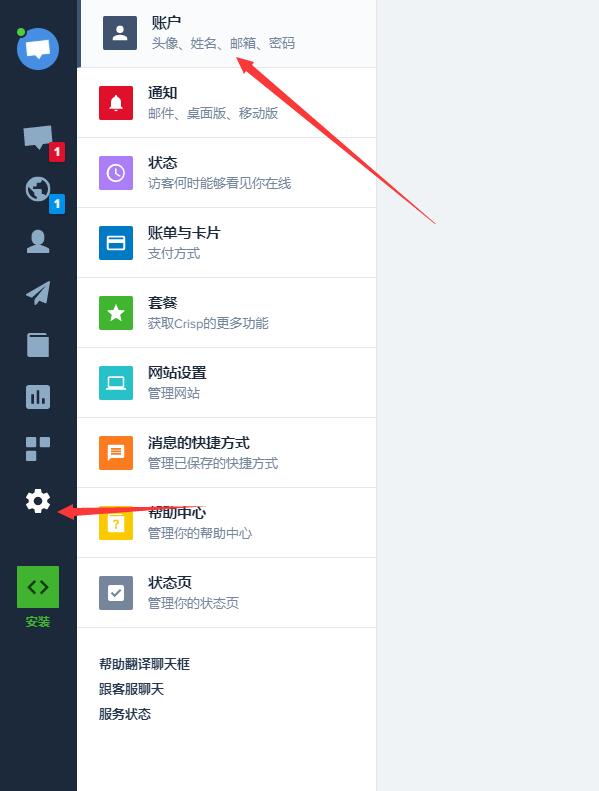 账户
头像、姓名、邮箱、密码
通知
邮件、桌面版、移动版
1
状态
访客何时能够看见你在线
1
账单与卡片
支付方式
套餐
获取Crisp的更多功能
网站设置
管理网站
消息的快捷方式
管理已保存的快捷方式
帮助中心
?
管理你的帮助中心
状态页
管理你的状态页
安装
帮助翻译聊天框
跟客服聊天
服务状态